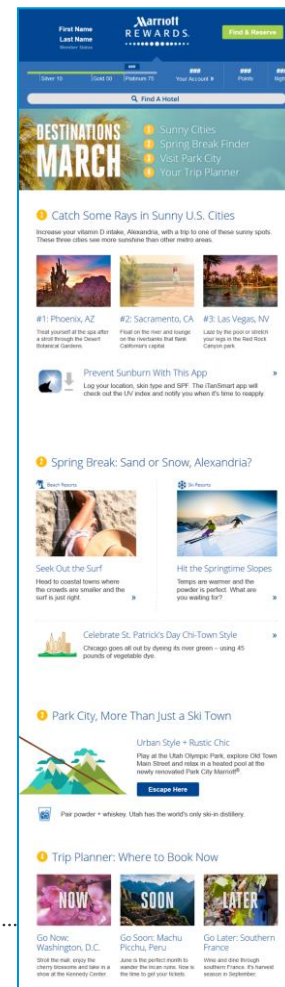 First Name
Last Name
Member Status
Marriott
REWARDS.
Find & Reserve
###
Silver 10
Gold 50
Platinum 75
###
Your Account »
###
Points
###
Find A Hotel
DESTINATIONS
MARCH
1 Sunny Cities
2 Spring Break Finder
3 Visit Park City
4 Your Trip Planner
1 Catch Some Rays in Sunny U.S. Cities
Increase your vitamin D intake, Alexandria, with a trip to one of these sunny spots.
These three cities see more sunshine than other metro areas.
#1: Phoenix, AZ
Treat yourself at the spa after
a stroll through the Desert
Botanical Gardens.
#2: Sacramento, CA
Float on the river and lounge
on the riverbanks that flank
California's capital
#3: Las Vegas, NV
Laze by the pool or stretch
your legs in the Red Rock
Canyon park
Prevent Sunburn With This App »
Log your location, skin type and SPF. The iTanSmart app will
check out the UV index and notify you when it's time to reapply
2 Spring Break: Sand or Snow, Alexandria?
Beach Resorts
Seek Out the Surf
Head to coastal towns where
the crowds are smaller and the
surf is just right. »
Ski Resorts
Hit the Springtime Slopes
Temps are warmer and the
powder is perfect. What are
you waiting for? »
Celebrate St. Patrick's Day Chi-Town Style »
Chicago goes all out by dyeing its river green – using 45
pounds of vegetable dye.
3 Park City, More Than Just a Ski Town
Urban Style + Rustic Chic
Play at the Utah Olympic Park, explore Old Town
Main Street and relax in a heated pool at the
newly renovated Park City Marriott®.
Escape Here
Pair powder + whiskey. Utah has the world's only ski-in distillery.
4 Trip Planner: Where to Book Now
NOW
SOON
LATER
...
Go Now:
Washington, D.C.
Stroll the mall, enjoy the
cherry blossoms and take in a
show at the Kennedy Center.
Go Soon: Machu
Picchu, Peru
June is the perfect month to
wander the Incan ruins. Now is
the time to get your tickets.
Go Later: Southern
France
Wine and dine through
southern France. It's harvest
season in September.